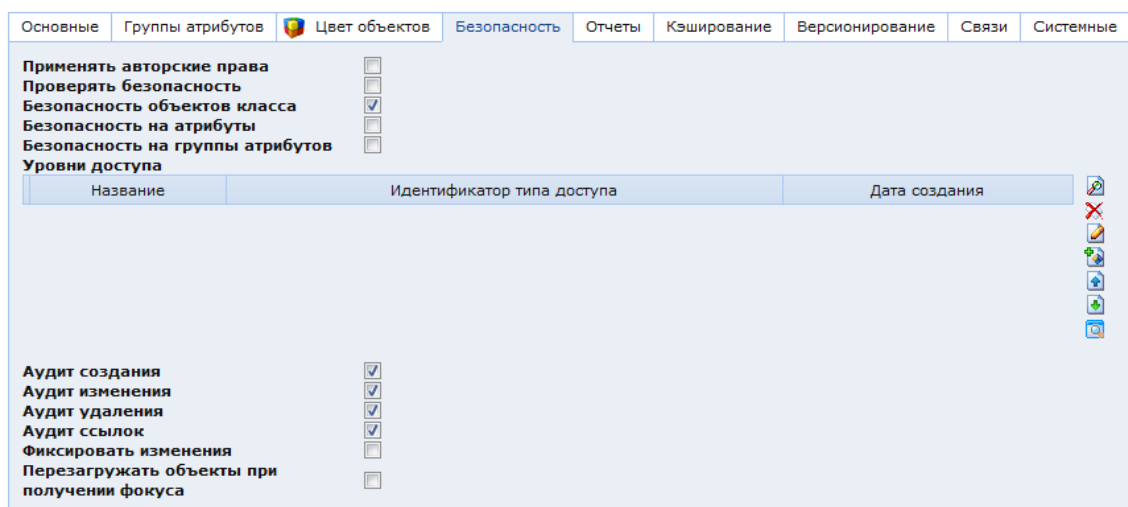 Основные Группы атрибутов Цвет объектов Безопасность Отчеты Кэширование Версионирование Связи Системные
Применять авторские права
Проверять безопасность
Безопасность объектов класса
Безопасность на атрибуты
Безопасность на группы атрибутов
Уровни доступа
Название Идентификатор типа доступа Дата создания
Аудит создания
Аудит изменения
Аудит удаления
Аудит ссылок
Фиксировать изменения
Перезагружать объекты при
получении фокуса